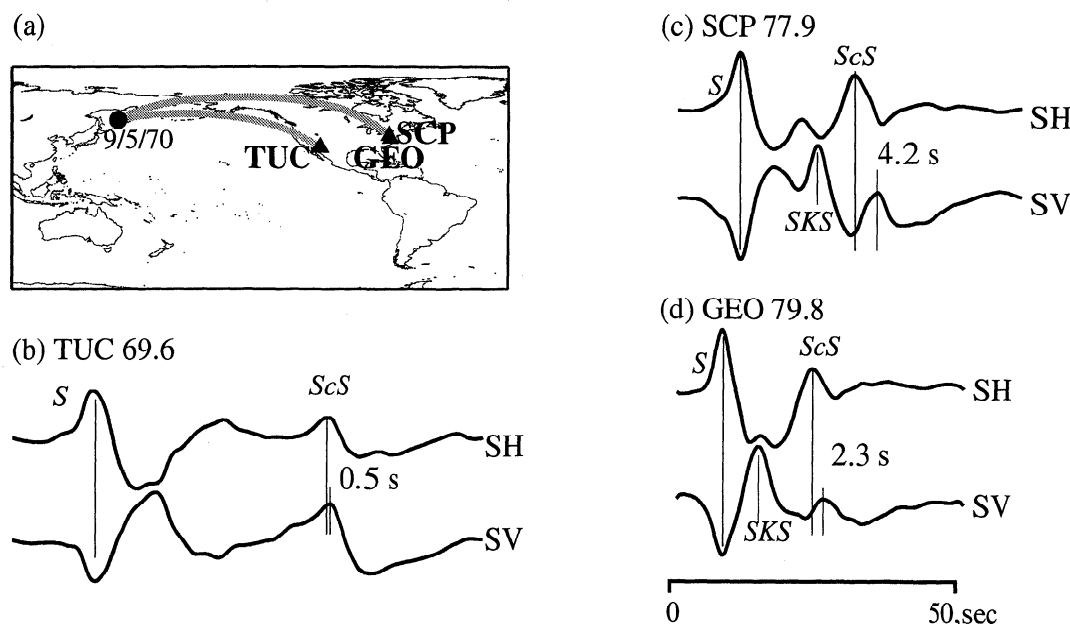 (a)
9/5/70
TUC
SCP
GEO
(b) TUC 69.6
S
ScS
SH
0.5 s
SV
(c) SCP 77.9
S
ScS
SH
4.2 s
SKS
SV
(d) GEO 79.8
S
ScS
SH
2.3 s
SKS
SV
0
50,sec